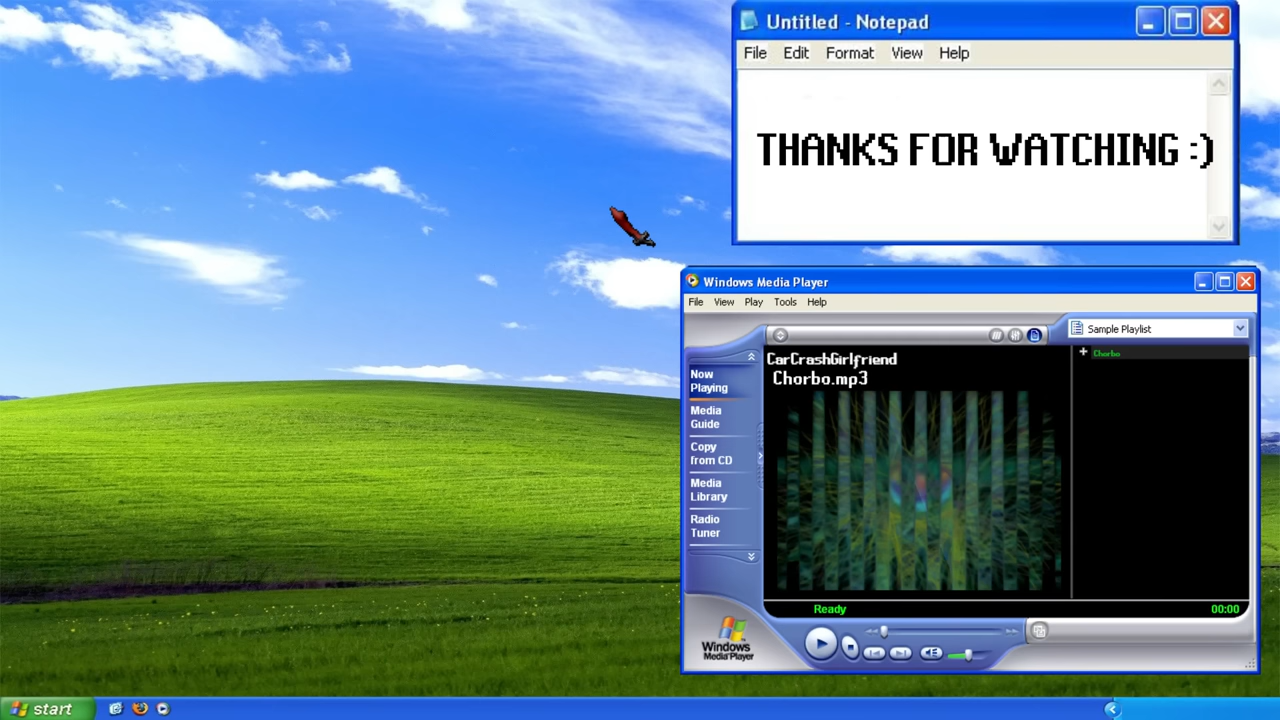 Untitled - Notepad
File Edit Format View Help
THANKS FOR WATCHING :)
Windows Media Player
File View Play Tools Help
Sample Playlist
CarCrashGirlfriend
Chorbo.mp3
Chorbo
Now
Playing
Media
Guide
Copy
from CD
Media
Library
Radio
Tuner
Ready 00:00
Windows
Media Player
start